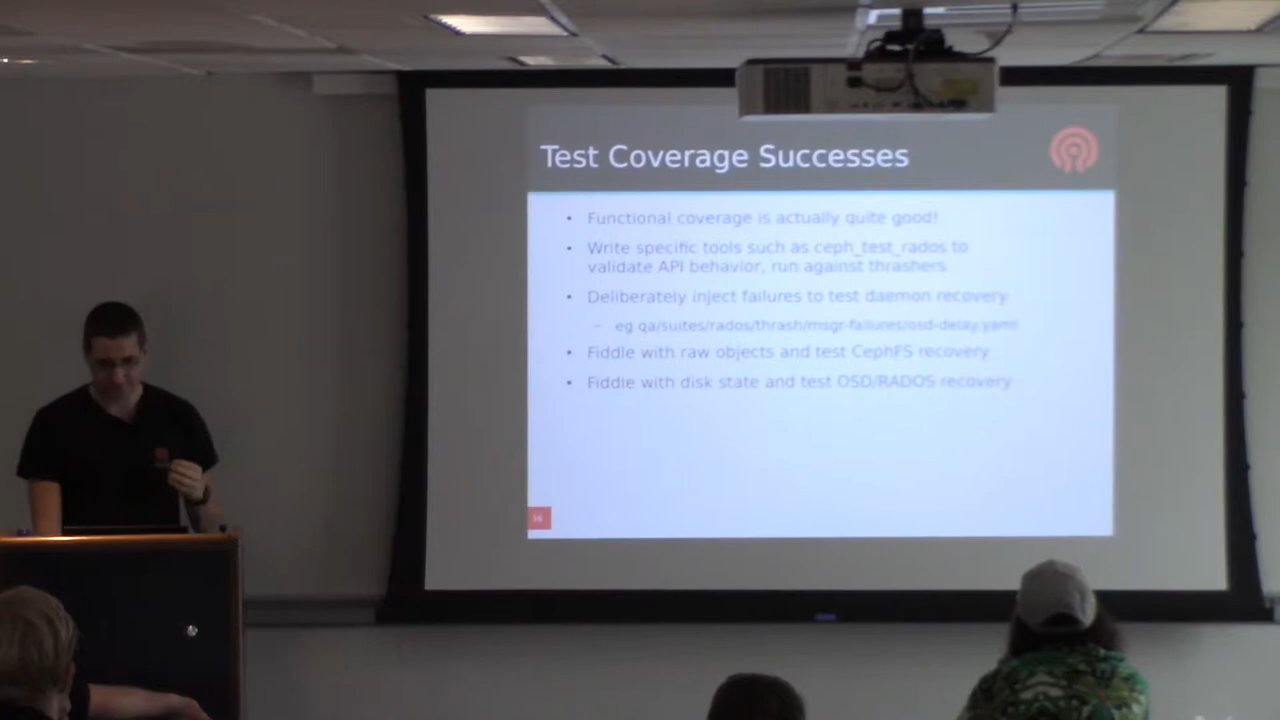 Test Coverage Successes
• Functional coverage is actually quite good!
• Write specific tools such as ceph_test_rados to
validate API behavior, run against thrashers
• Deliberately inject failures to test daemon recovery
– eg qa/suites/rados/thrash/msgr-failures/osd-delay.yaml
• Fiddle with raw objects and test CephFS recovery
• Fiddle with disk state and test OSD/RADOS recovery
16